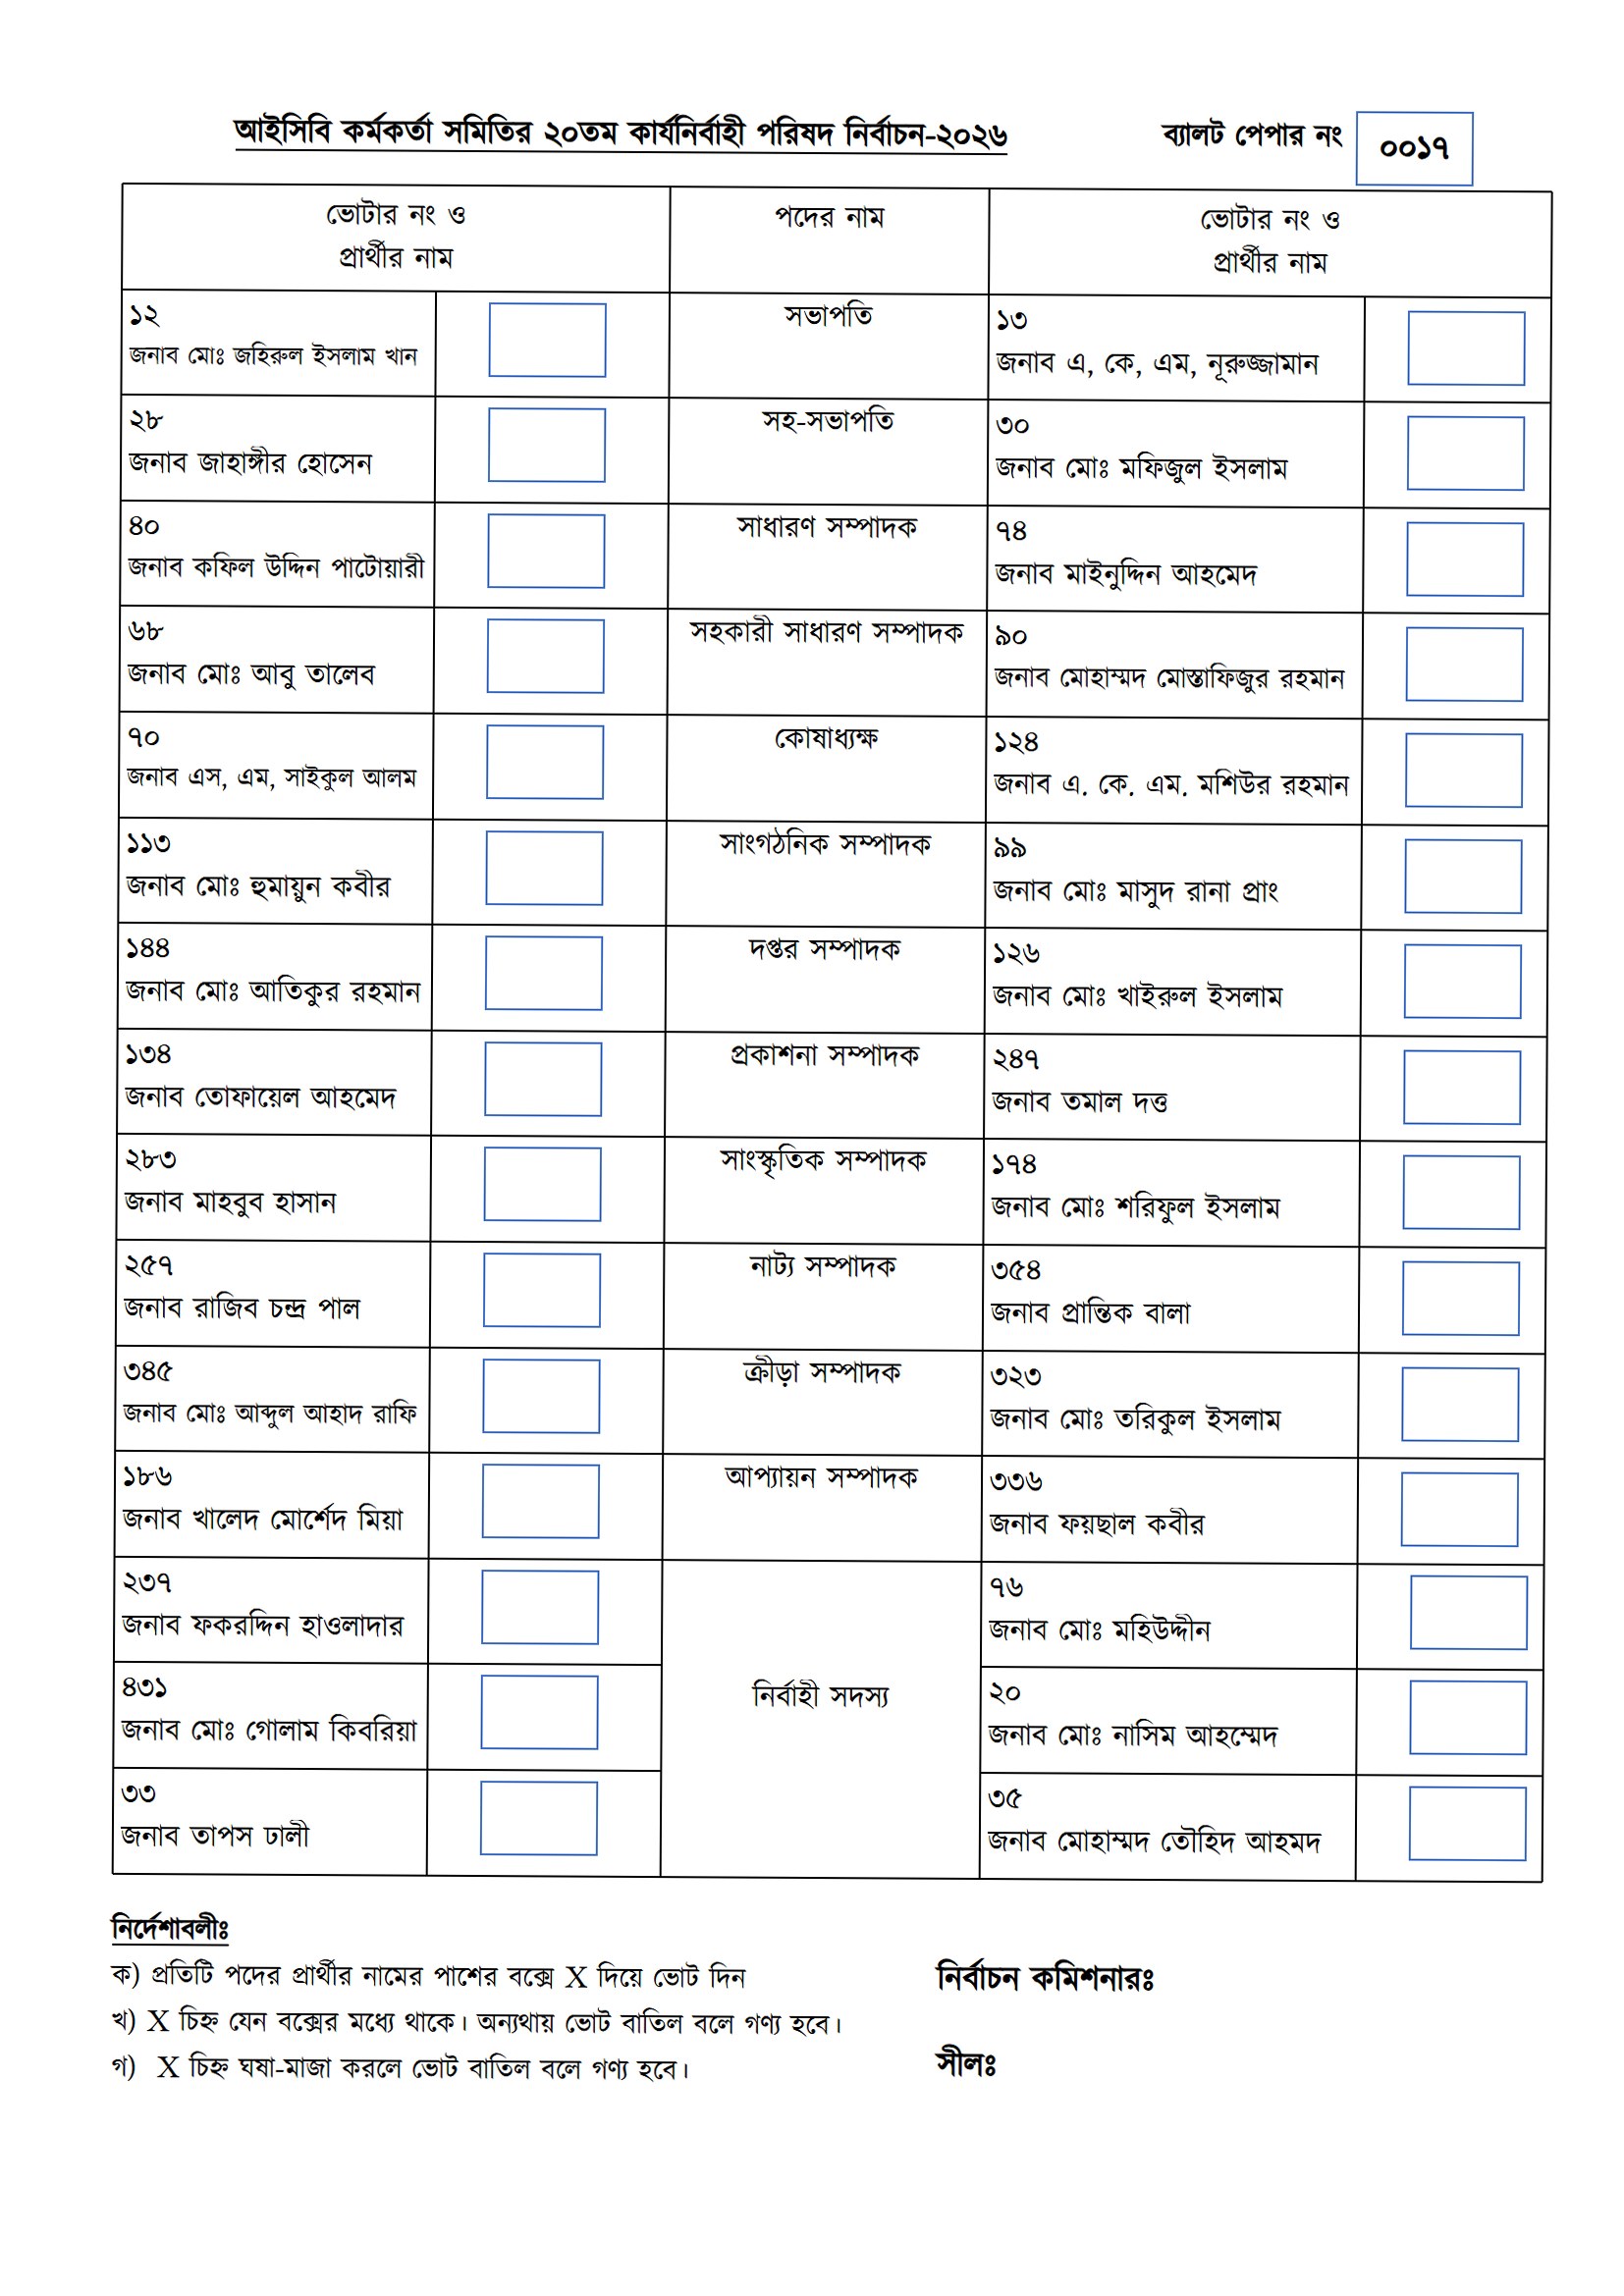 আইসিবি কর্মকর্তা সমিতির ২০তম কার্যনির্বাহী পরিষদ নির্বাচন-২০২৬ ব্যালট পেপার নং ০০১৭
ভোটার নং ও
প্রার্থীর নাম
পদের নাম
ভোটার নং ও
প্রার্থীর নাম
১২
জনাব মোঃ জহিরুল ইসলাম খান
সভাপতি
১৩
জনাব এ, কে, এম, নূরুজ্জামান
২৮
জনাব জাহাঙ্গীর হোসেন
সহ-সভাপতি
৩০
জনাব মোঃ মফিজুল ইসলাম
৪০
জনাব কফিল উদ্দিন পাটোয়ারী
সাধারণ সম্পাদক
৭৪
জনাব মাইনুদ্দিন আহমেদ
৬৮
জনাব মোঃ আবু তালেব
সহকারী সাধারণ সম্পাদক
৯০
জনাব মোহাম্মদ মোস্তাফিজুর রহমান
৭০
জনাব এস, এম, সাইকুল আলম
কোষাধ্যক্ষ
১২৪
জনাব এ. কে. এম. মশিউর রহমান
১১৩
জনাব মোঃ হুমায়ুন কবীর
সাংগঠনিক সম্পাদক
৯৯
জনাব মোঃ মাসুদ রানা প্রাং
১৪৪
জনাব মোঃ আতিকুর রহমান
দপ্তর সম্পাদক
১২৬
জনাব মোঃ খাইরুল ইসলাম
১৩৪
জনাব তোফায়েল আহমেদ
প্রকাশনা সম্পাদক
২৪৭
জনাব তমাল দত্ত
২৮৩
জনাব মাহবুব হাসান
সাংস্কৃতিক সম্পাদক
১৭৪
জনাব মোঃ শরিফুল ইসলাম
২৫৭
জনাব রাজিব চন্দ্র পাল
নাট্য সম্পাদক
৩৫৪
জনাব প্রান্তিক বালা
৩৪৫
জনাব মোঃ আব্দুল আহাদ রাফি
ক্রীড়া সম্পাদক
৩২৩
জনাব মোঃ তরিকুল ইসলাম
১৮৬
জনাব খালেদ মোর্শেদ মিয়া
আপ্যায়ন সম্পাদক
৩৩৬
জনাব ফয়ছাল কবীর
২৩৭
জনাব ফকরদ্দিন হাওলাদার
৭৬
জনাব মোঃ মহিউদ্দীন
৪৩১
জনাব মোঃ গোলাম কিবরিয়া
নির্বাহী সদস্য
২০
জনাব মোঃ নাসিম আহম্মেদ
৩৩
জনাব তাপস ঢালী
৩৫
জনাব মোহাম্মদ তৌহিদ আহমদ
নির্দেশাবলীঃ
ক) প্রতিটি পদের প্রার্থীর নামের পাশের বক্সে X দিয়ে ভোট দিন
নির্বাচন কমিশনারঃ
খ) X চিহ্ন যেন বক্সের মধ্যে থাকে। অন্যথায় ভোট বাতিল বলে গণ্য হবে।
গ) X চিহ্ন ঘষা-মাজা করলে ভোট বাতিল বলে গণ্য হবে।
সীলঃ